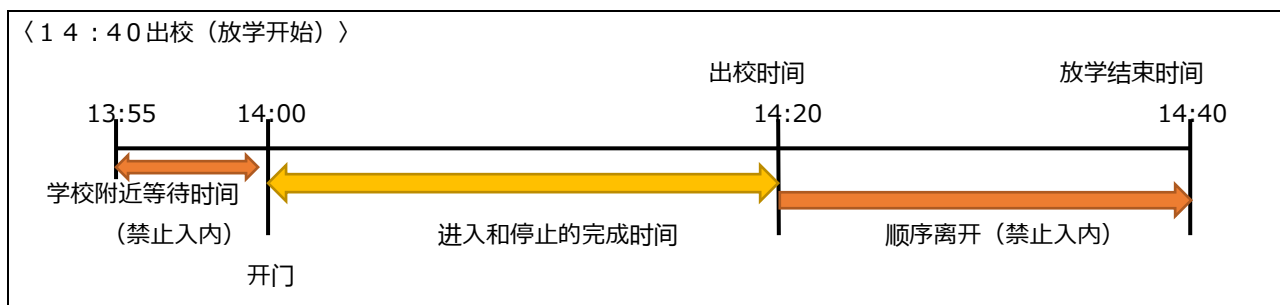 〈１４：４０出校（放学开始）〉
出校时间 放学结束时间
13:55 14:00 14:20 14:40
学校附近等待时间
（禁止入内） 进入和停止的完成时间 顺序离开（禁止入内）
开门